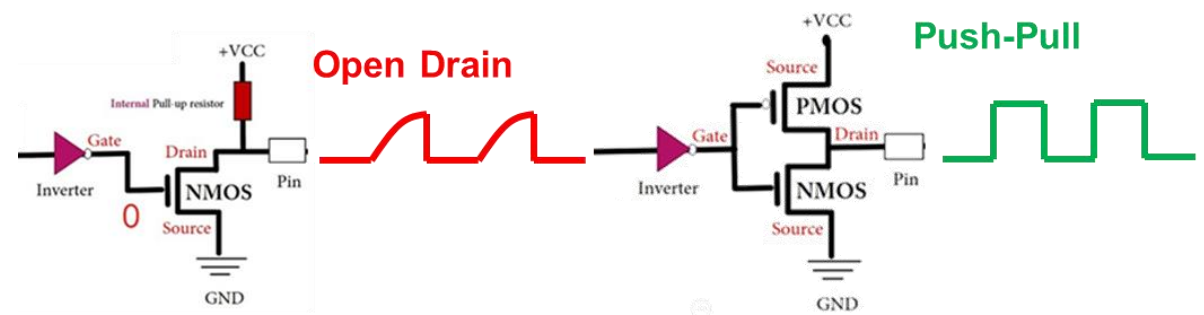 +VCC
Open Drain
Internal Pull-up resistor
Gate
Drain
Inverter
NMOS
Pin
0
Source
GND
+VCC
Push-Pull
Source
PMOS
Gate
Drain
Inverter
NMOS
Pin
Source
GND